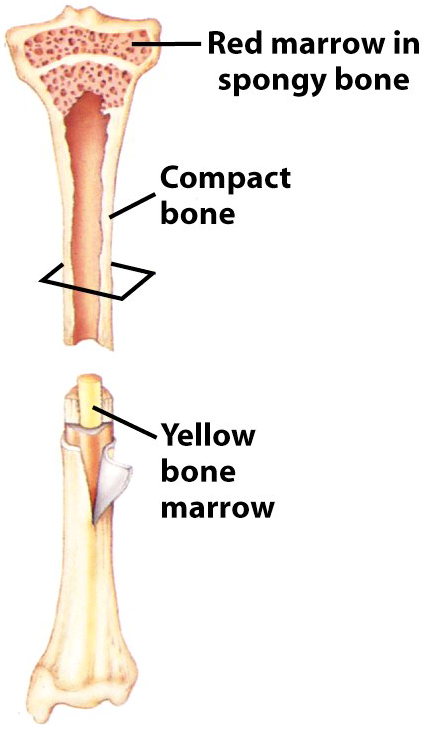 Red marrow in
spongy bone
Compact
bone
Yellow
bone
marrow